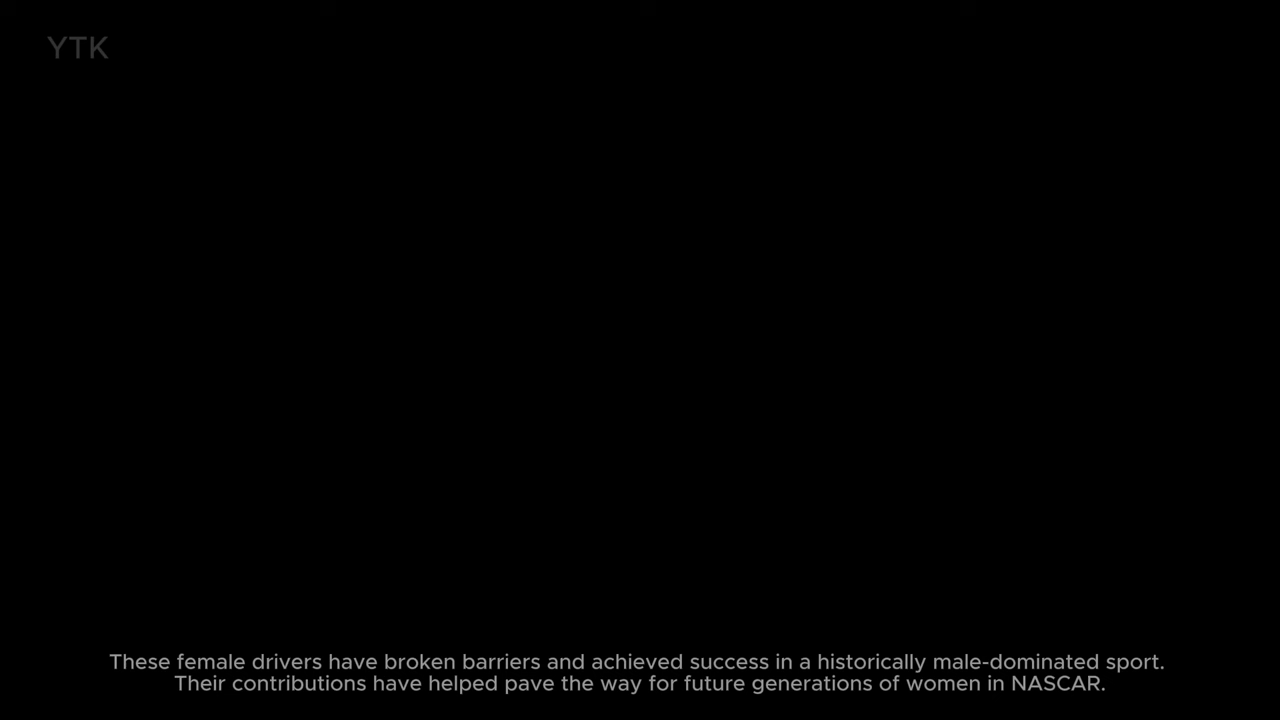 YTK
These female drivers have broken barriers and achieved success in a historically male-dominated sport.
Their contributions have helped pave the way for future generations of women in NASCAR.